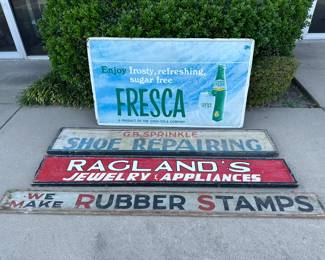 Enjoy frosty, refreshing,
sugar free
FRESCA
A PRODUCT OF THE COCA-COLA COMPANY
G.B. SPRINKLE
SHOE REPAIRING
RAGLAND'S
JEWELRY & APPLIANCES
WE
MAKE RUBBER STAMPS